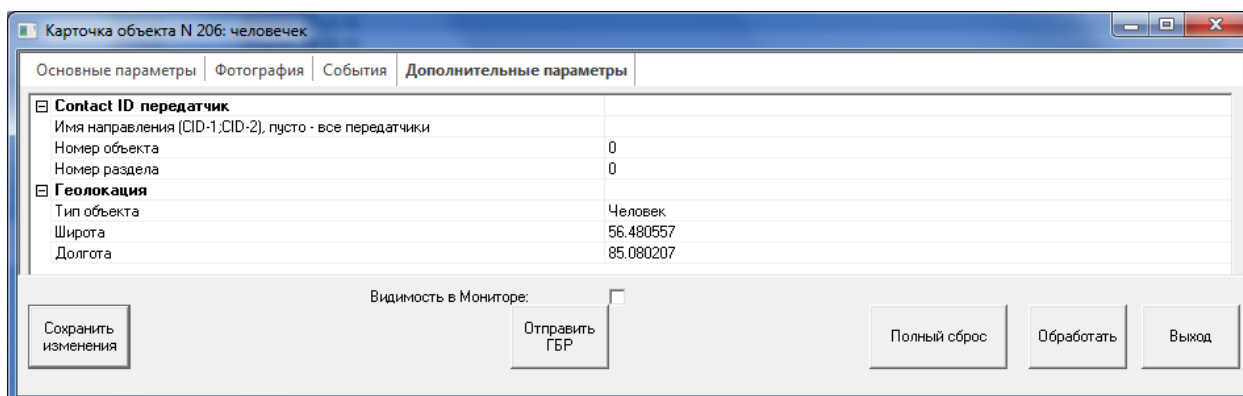 Карточка объекта N 206: человечек
Основные параметры Фотография События Дополнительные параметры
Contact ID передатчик
Имя направления (CID-1;CID-2), пусто - все передатчики
Номер объекта 0
Номер раздела 0
Геолокация
Тип объекта Человек
Широта 56.480557
Долгота 85.080207
Видимость в Мониторе:
Сохранить изменения
Отправить ГБР
Полный сброс
Обработать
Выход